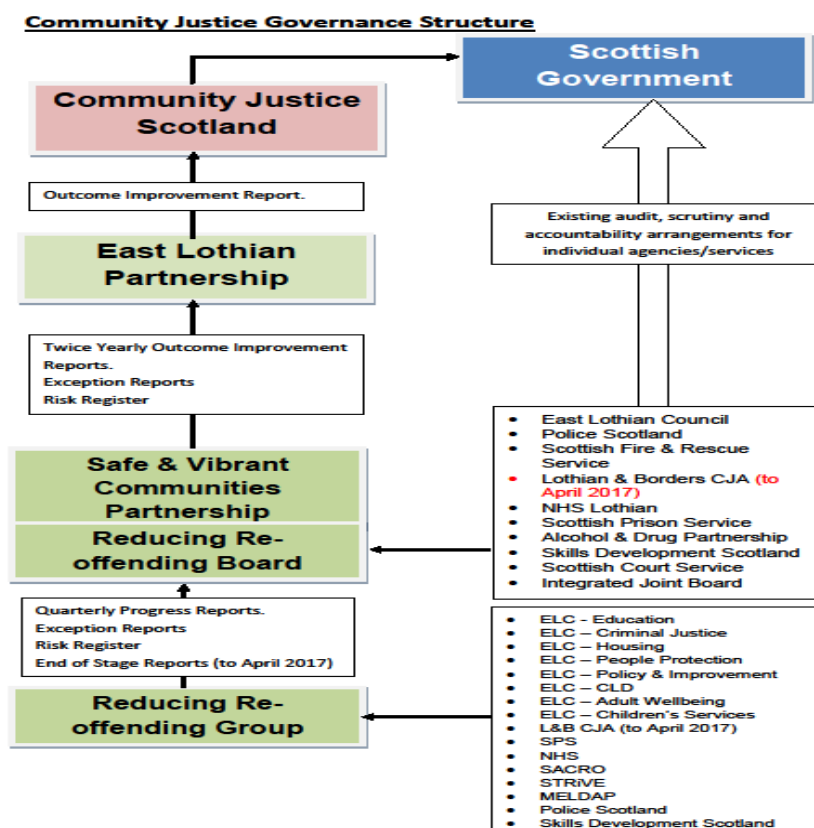 Community Justice Governance Structure
Scottish
Government
Community Justice
Scotland
Outcome Improvement Report.
Existing audit, scrutiny and
accountability arrangements for
individual agencies/services
East Lothian
Partnership
Twice Yearly Outcome Improvement
Reports.
Exception Reports
Risk Register
• East Lothian Council
• Police Scotland
• Scottish Fire & Rescue
Service
• Lothian & Borders CJA (to
April 2017)
• NHS Lothian
• Scottish Prison Service
• Alcohol & Drug Partnership
• Skills Development Scotland
• Scottish Court Service
• Integrated Joint Board
Safe & Vibrant
Communities
Partnership
Reducing Re-
offending Board
Quarterly Progress Reports.
Exception Reports
Risk Register
End of Stage Reports (to April 2017)
• ELC - Education
• ELC – Criminal Justice
• ELC – Housing
• ELC – People Protection
• ELC – Policy & Improvement
• ELC – CLD
• ELC – Adult Wellbeing
• ELC – Children's Services
• L&B CJA (to April 2017)
• SPS
• NHS
• SACRO
• STRiVE
• MELDAP
• Police Scotland
• Skills Development Scotland
Reducing Re-
offending Group